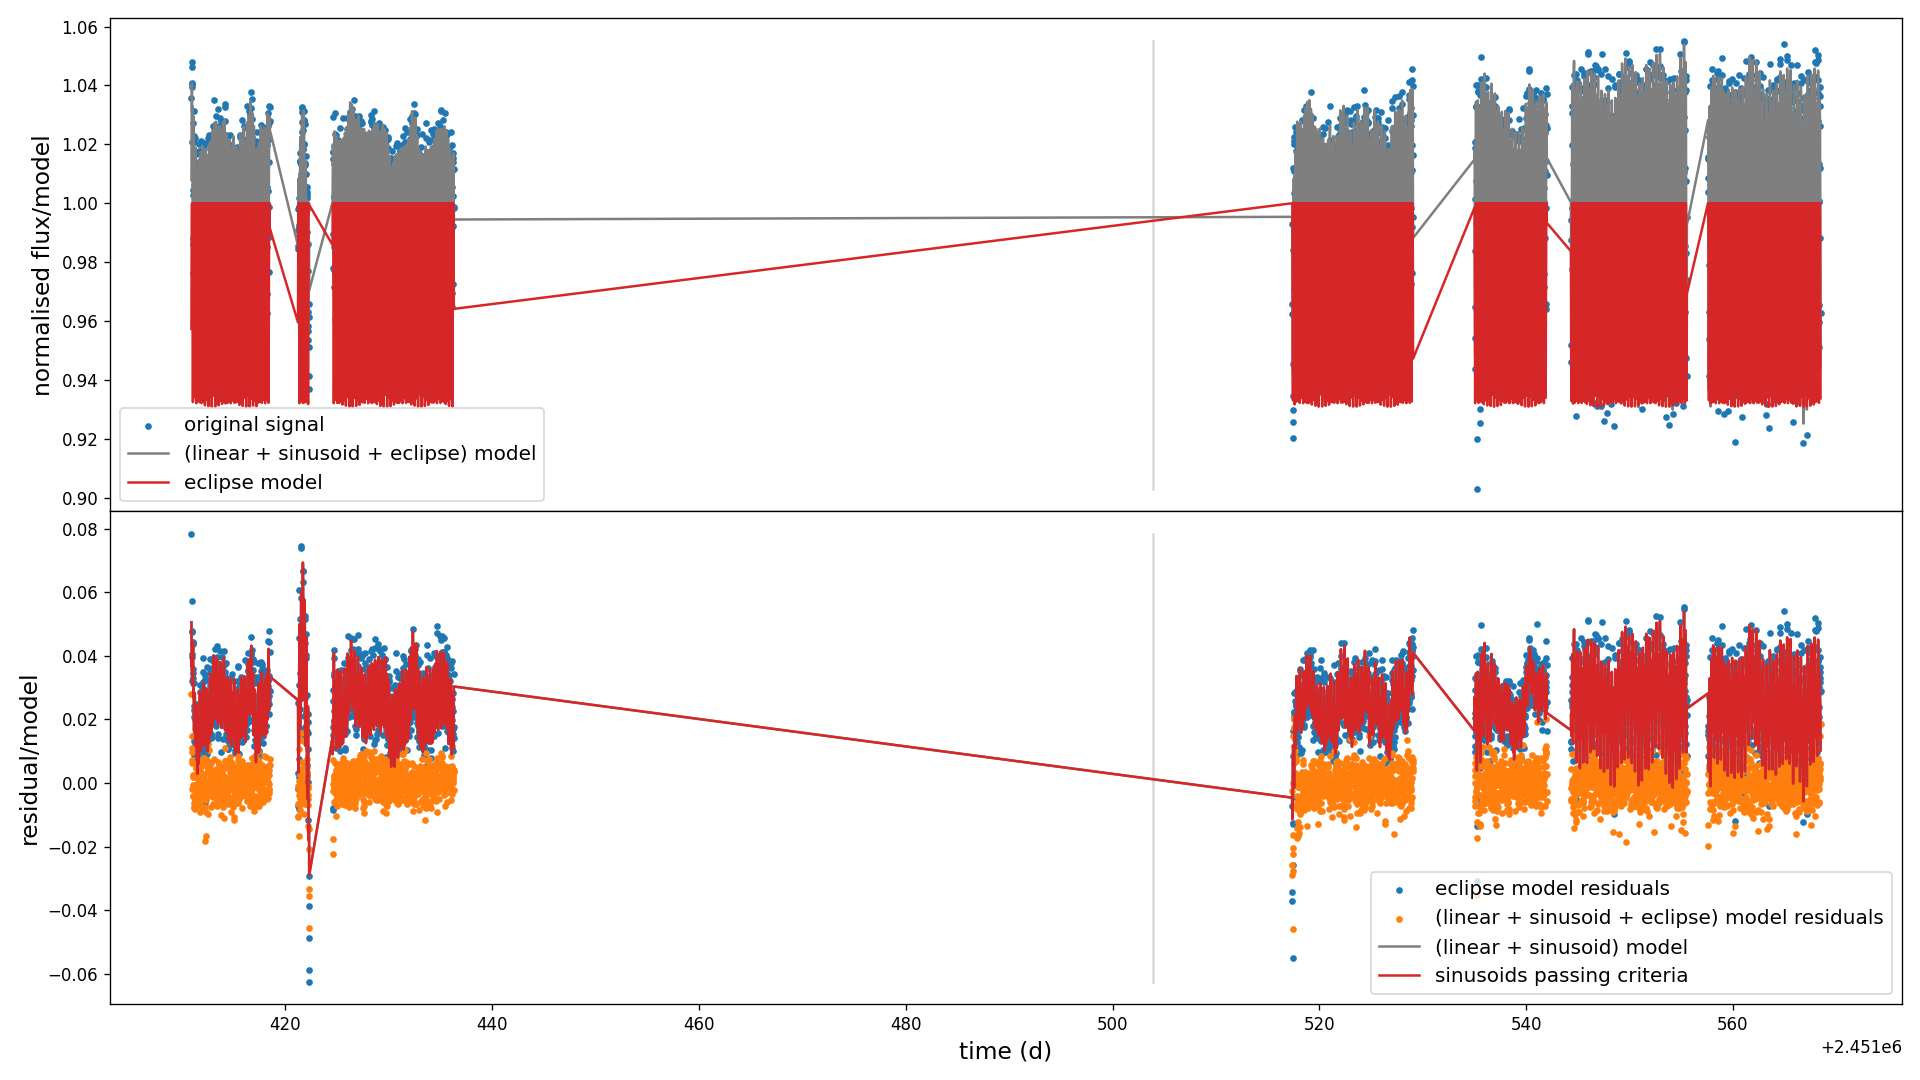 1.06
1.04
1.02
1.00
0.98
0.96
0.94
0.92
0.90
normalised flux/model
original signal
(linear + sinusoid + eclipse) model
eclipse model
0.08
0.06
0.04
0.02
0.00
−0.02
−0.04
−0.06
residual/model
eclipse model residuals
(linear + sinusoid + eclipse) model residuals
(linear + sinusoid) model
sinusoids passing criteria
420 440 460 480 500 520 540 560
time (d)
+2.451e6